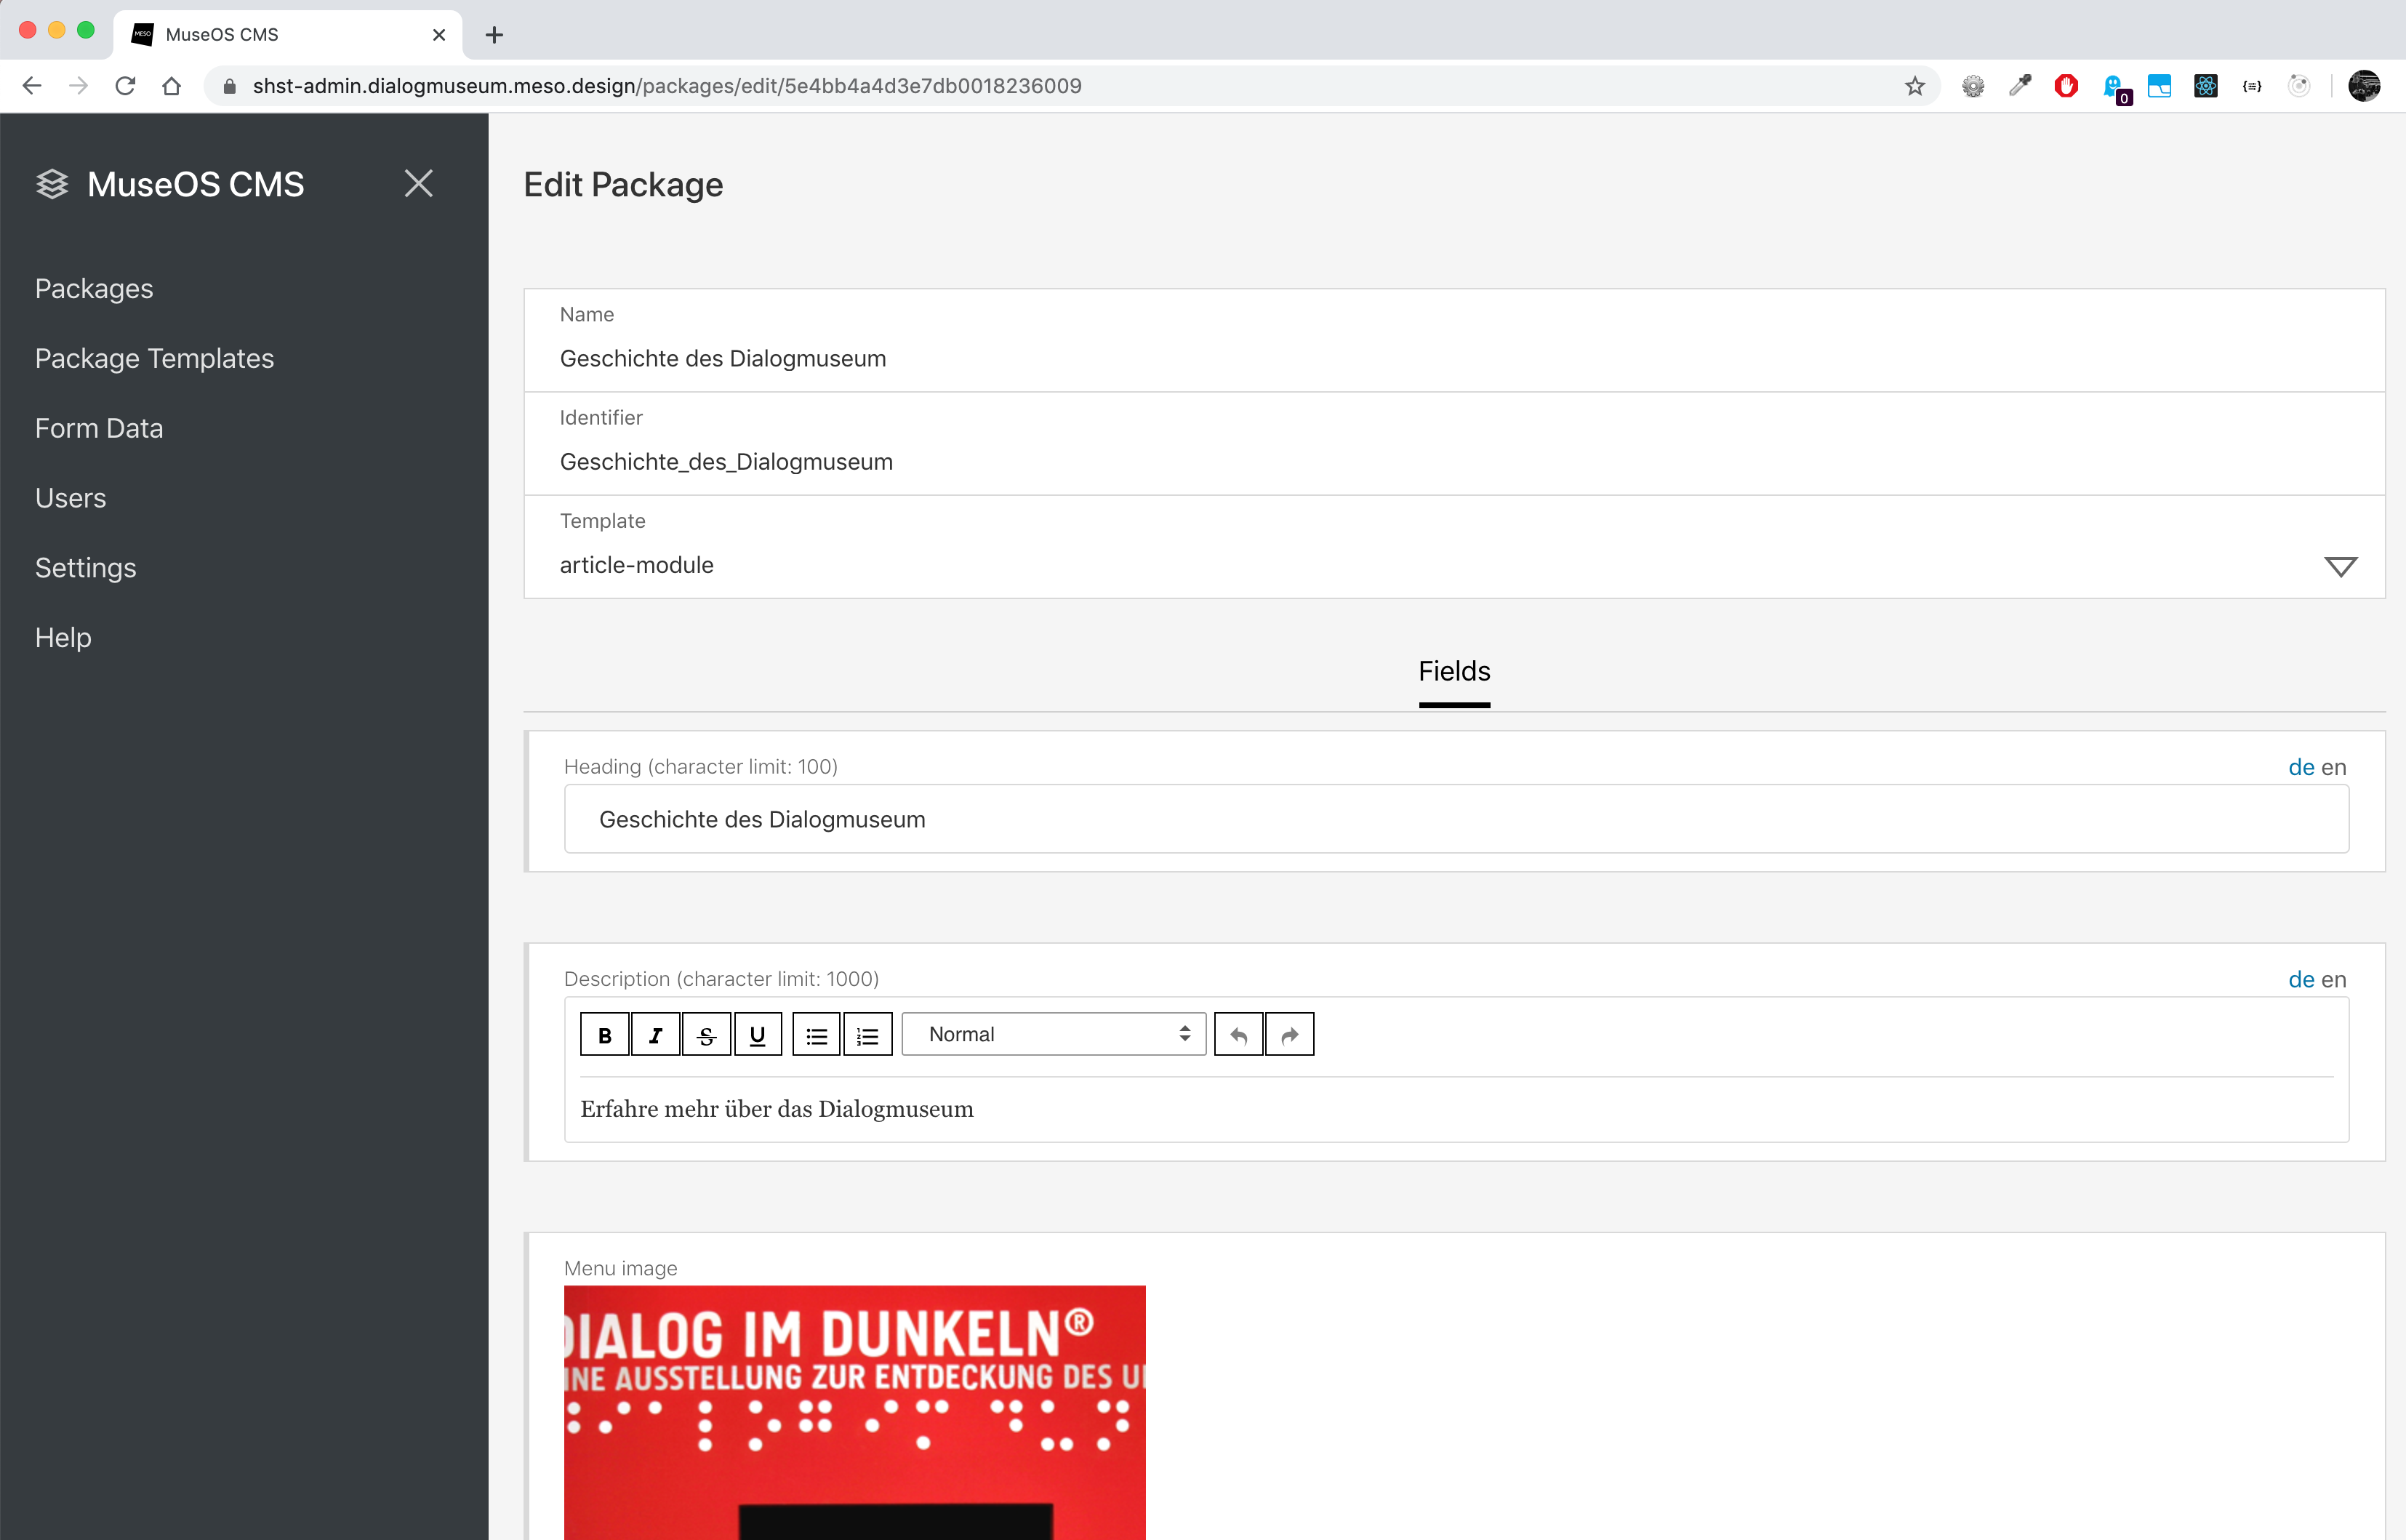 MESO
MuseOS CMS
shst-admin.dialogmuseum.meso.design/packages/edit/5e4bb4a4d3e7db0018236009
0
{≡}
MuseOS CMS
Packages
Package Templates
Form Data
Users
Settings
Help
Edit Package
Name
Geschichte des Dialogmuseum
Identifier
Geschichte_des_Dialogmuseum
Template
article-module
Fields
Heading (character limit: 100)
de en
Geschichte des Dialogmuseum
Description (character limit: 1000)
de en
B I S U Normal
Erfahre mehr über das Dialogmuseum
Menu image
DIALOG IM DUNKELN®
INE AUSSTELLUNG ZUR ENTDECKUNG DES U